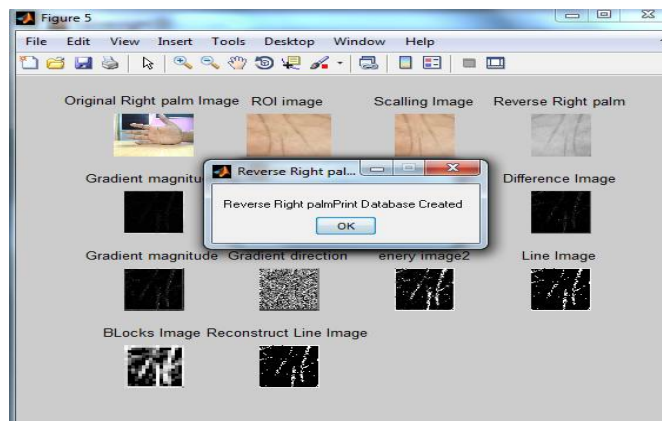 Figure 5
File Edit View Insert Tools Desktop Window Help
Original Right palm Image ROI image Scalling Image Reverse Right palm
Gradient magnitu Difference Image
Reverse Right pal...
Reverse Right palmPrint Database Created
OK
Gradient magnitude Gradient direction enery image2 Line Image
BLocks Image Reconstruct Line Image